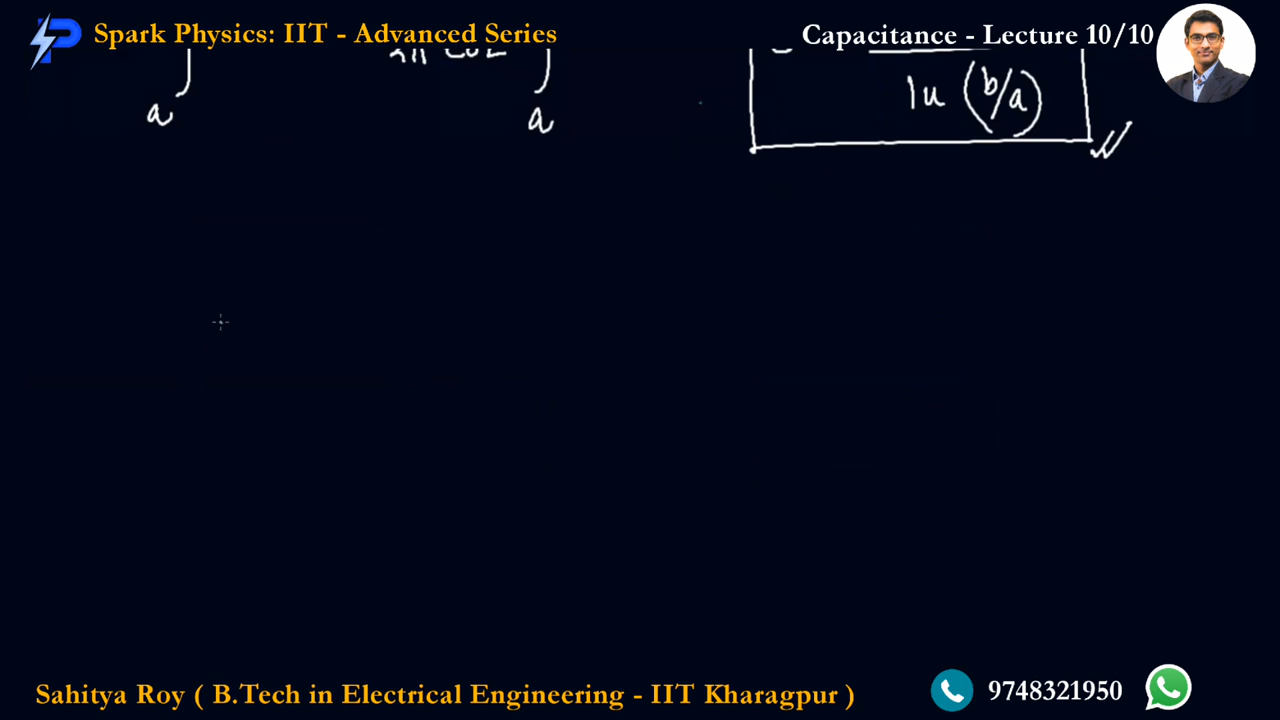 Spark Physics: IIT - Advanced Series
Capacitance - Lecture 10/10
a
a
ln (b/a)
Sahitya Roy ( B.Tech in Electrical Engineering - IIT Kharagpur )
9748321950